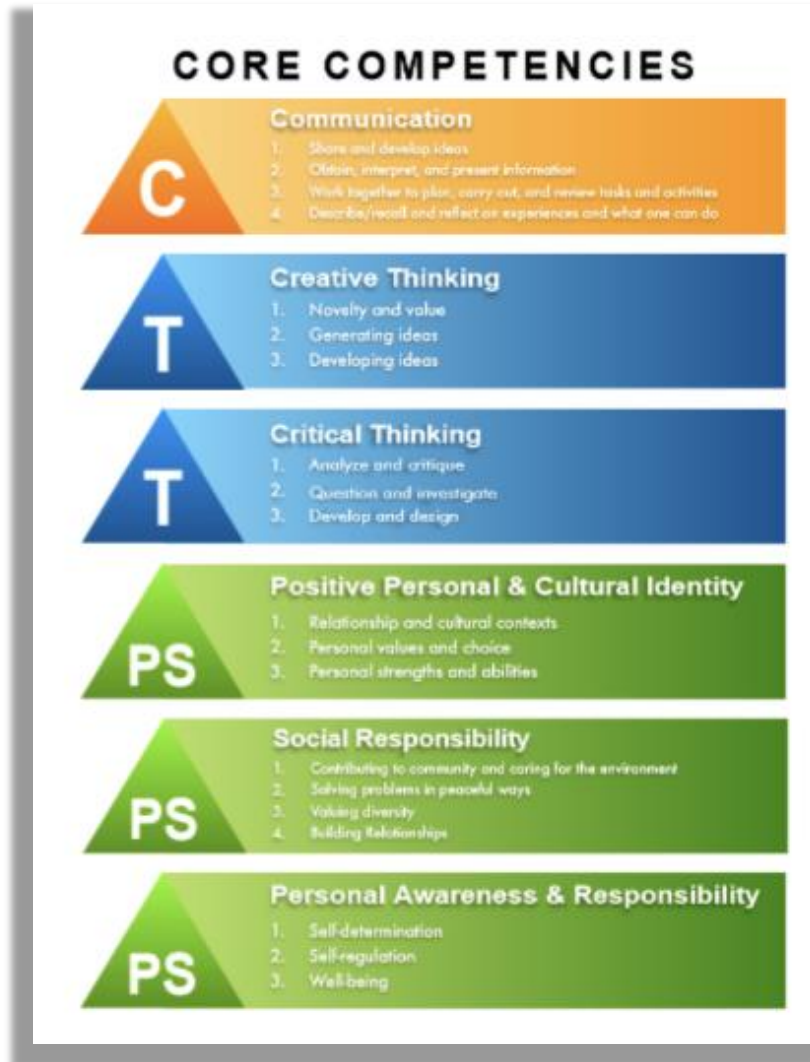 CORE COMPETENCIES
Communication
C
1. Share and develop ideas
2. Obtain, interpret, and present information
3. Work together to plan, carry out, and review tasks and activities
4. Describe/recall and reflect on experiences and what one can do
Creative Thinking
T
1. Novelty and value
2. Generating ideas
3. Developing ideas
Critical Thinking
T
1. Analyze and critique
2. Question and investigate
3. Develop and design
Positive Personal & Cultural Identity
PS
1. Relationship and cultural contexts
2. Personal values and choice
3. Personal strengths and abilities
Social Responsibility
PS
1. Contributing to community and caring for the environment
2. Solving problems in peaceful ways
3. Valuing diversity
4. Building Relationships
Personal Awareness & Responsibility
PS
1. Self-determination
2. Self-regulation
3. Well-being